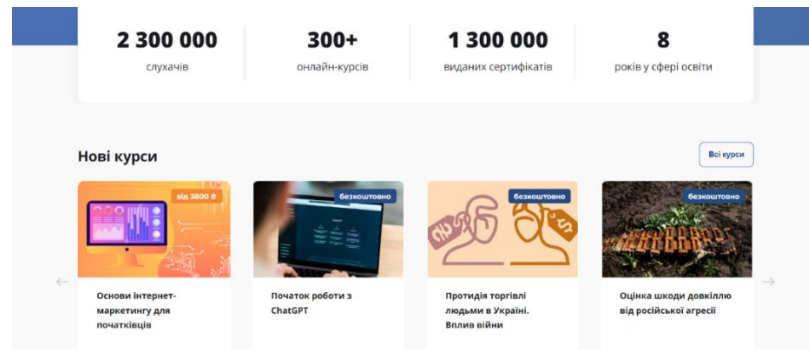 2 300 000
слухачів
300+
онлайн-курсів
1 300 000
виданих сертифікатів
8
років у сфері освіти
Нові курси
Всі курси
від 3800 ₴
Основи інтернет-
маркетингу для
початківців
безкоштовно
Початок роботи з
ChatGPT
безкоштовно
Протидія торгівлі
людьми в Україні.
Вплив війни
безкоштовно
Оцінка шкоди довкіллю
від російської агресії